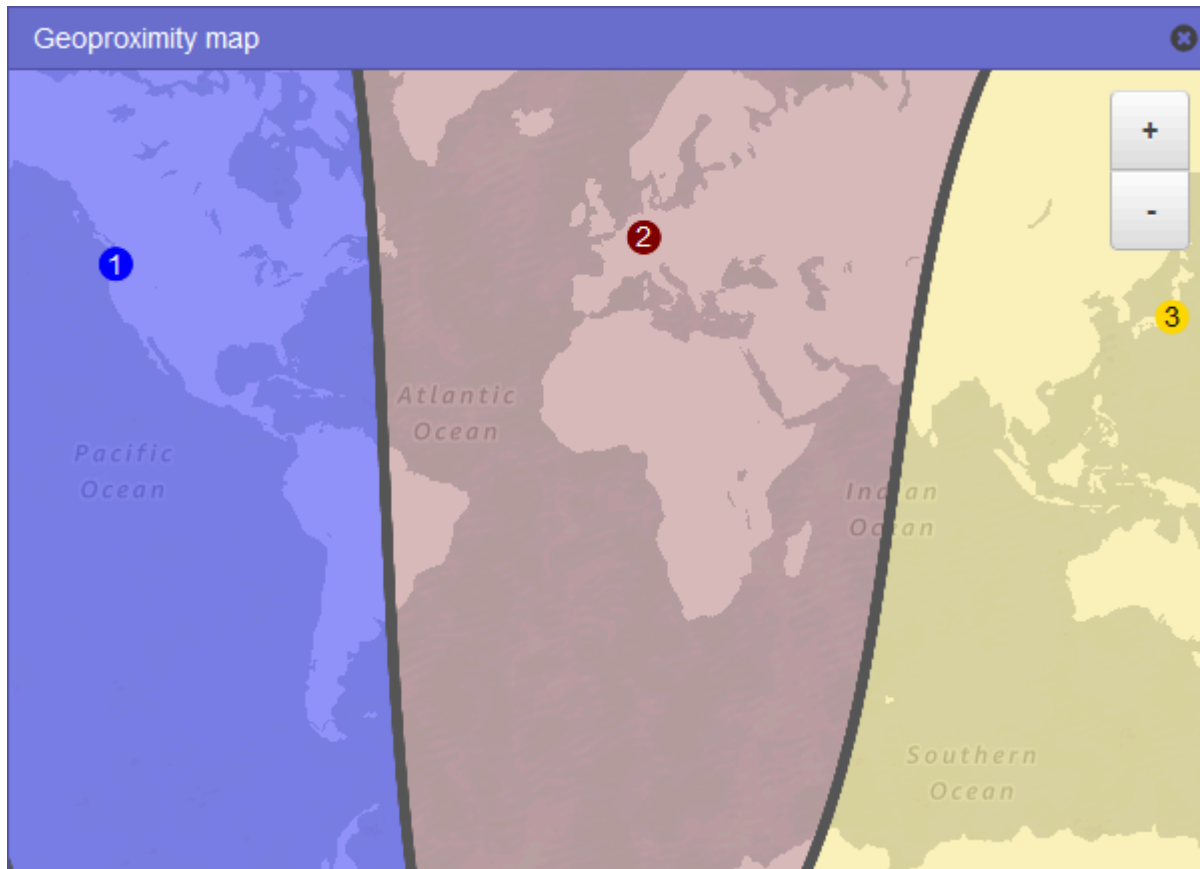 Geoproximity map
+
-
1
2
3
Atlantic
Ocean
Pacific
Ocean
Indian
Ocean
Southern
Ocean